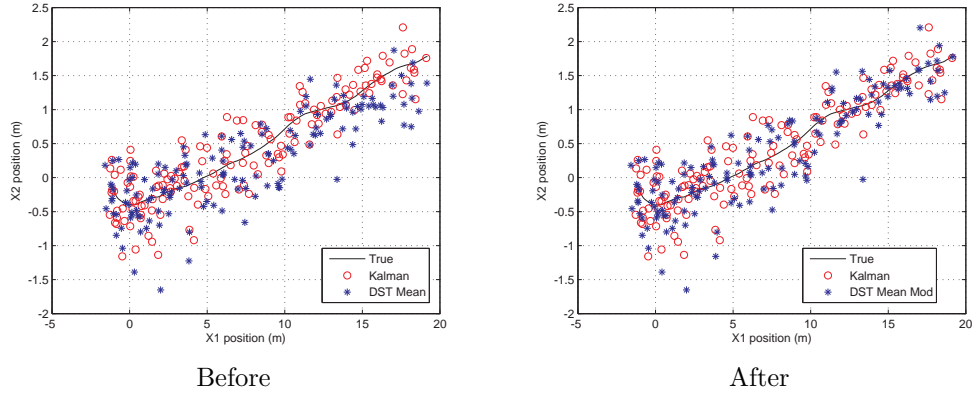 2.5
2
1.5
1
0.5
0
-0.5
-1
-1.5
-2
X2 position (m)
-5 0 5 10 15 20
X1 position (m)
True
Kalman
DST Mean
Before
2.5
2
1.5
1
0.5
0
-0.5
-1
-1.5
-2
X2 position (m)
-5 0 5 10 15 20
X1 position (m)
True
Kalman
DST Mean Mod
After